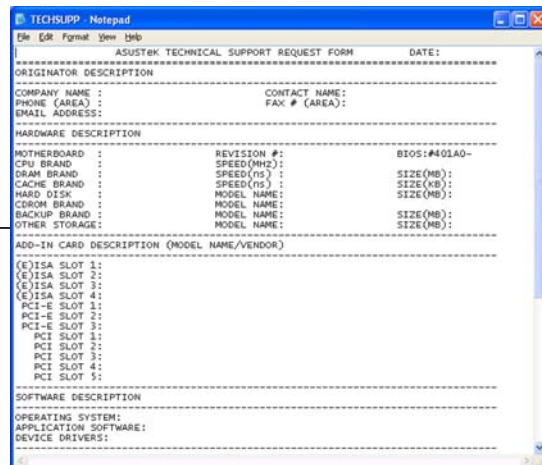 TECHSUPP - Notepad
File Edit Format View Help
ASUSTeK TECHNICAL SUPPORT REQUEST FORM DATE:
ORIGINATOR DESCRIPTION
COMPANY NAME : CONTACT NAME:
PHONE (AREA) : FAX # (AREA):
EMAIL ADDRESS:
HARDWARE DESCRIPTION
MOTHERBOARD : REVISION #: BIOS:#401A0-
CPU BRAND : SPEED(MHz):
DRAM BRAND : SPEED(ns) : SIZE(MB):
CACHE BRAND : SPEED(ns) : SIZE(KB):
HARD DISK : MODEL NAME: SIZE(MB):
CDROM BRAND : MODEL NAME:
BACKUP BRAND : MODEL NAME: SIZE(MB):
OTHER STORAGE: MODEL NAME: SIZE(MB):
ADD-IN CARD DESCRIPTION (MODEL NAME/VENDOR)
(E)ISA SLOT 1:
(E)ISA SLOT 2:
(E)ISA SLOT 3:
(E)ISA SLOT 4:
PCI-E SLOT 1:
PCI-E SLOT 2:
PCI-E SLOT 3:
PCI SLOT 1:
PCI SLOT 2:
PCI SLOT 3:
PCI SLOT 4:
PCI SLOT 5:
SOFTWARE DESCRIPTION
OPERATING SYSTEM:
APPLICATION SOFTWARE:
DEVICE DRIVERS: